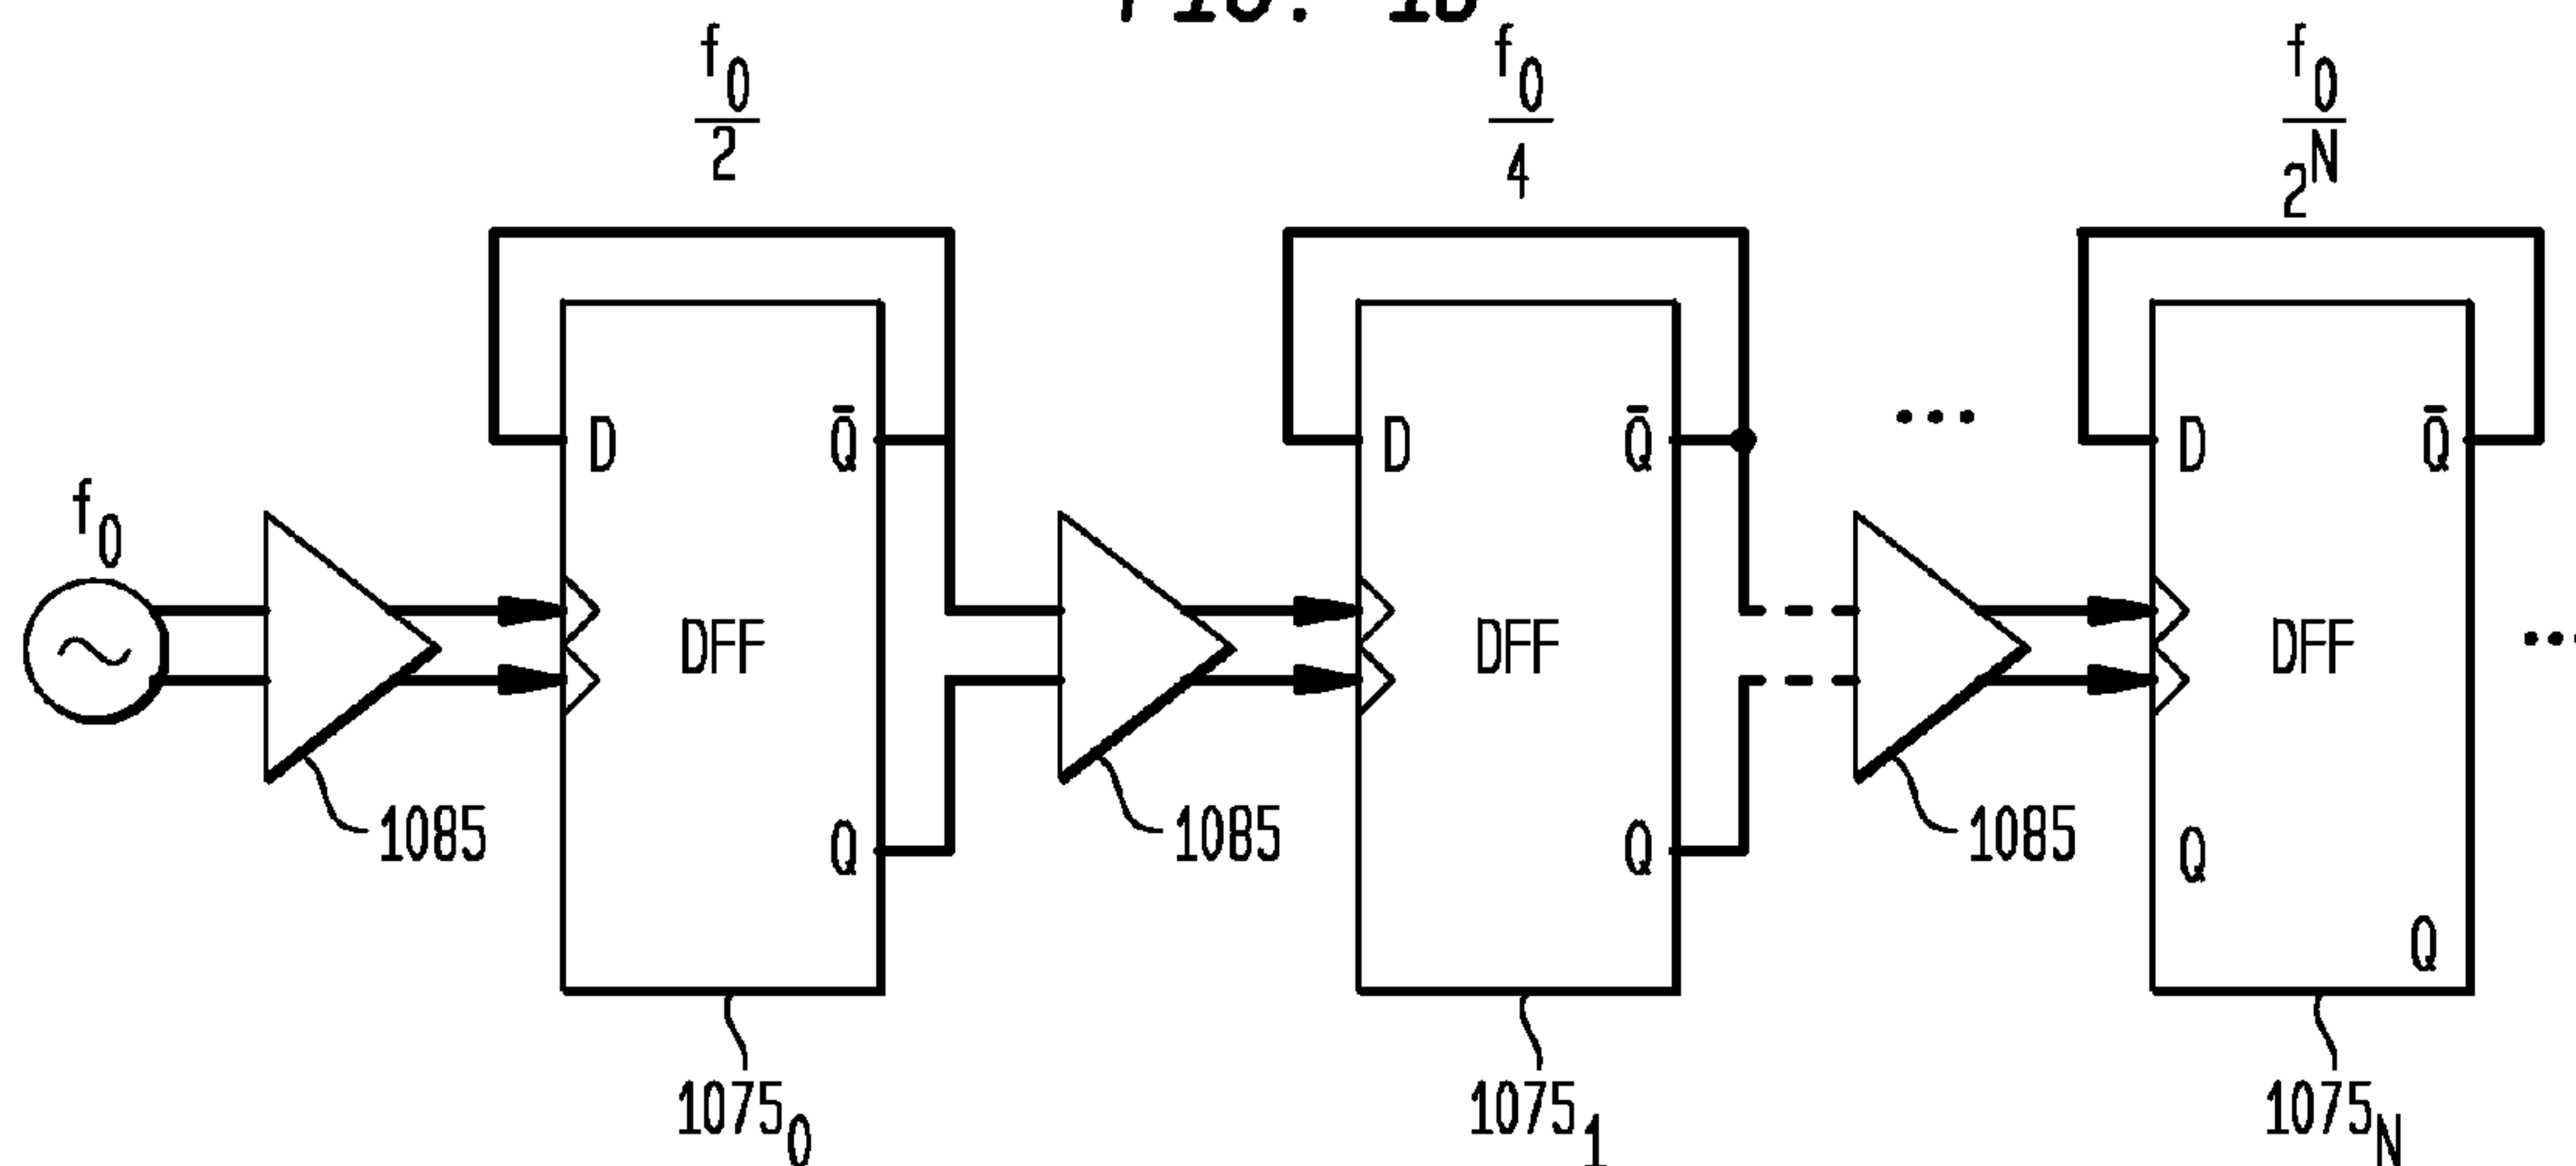 f0/2
f0/4
f0/2^N
D Q̄
D Q̄
...
D Q̄
f0
DFF
DFF
DFF
...
1085
Q
1085
Q
1085
Q
Q
1075_0
1075_1
1075_N